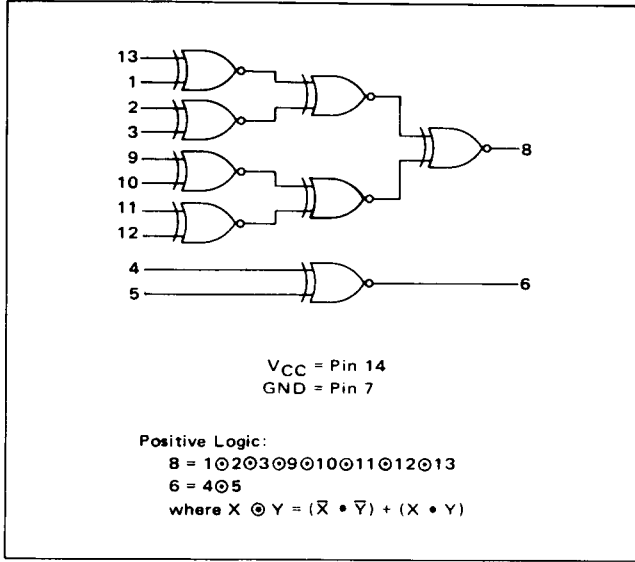 13
1
2
3
9
10
11
12
8
4
5
6
VCC = Pin 14
GND = Pin 7
Positive Logic:
8 = 1⊙2⊙3⊙9⊙10⊙11⊙12⊙13
6 = 4⊙5
where X ⊙ Y = (X̅ • Y̅) + (X • Y)